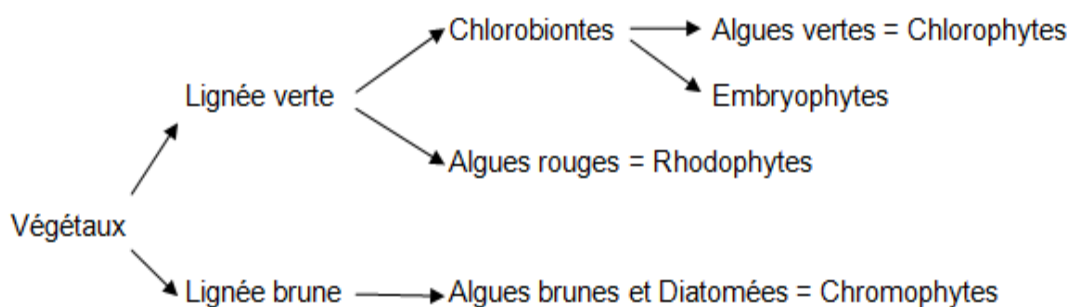 Chlorobiontes
Algues vertes = Chlorophytes
Lignée verte
Embryophytes
Algues rouges = Rhodophytes
Végétaux
Lignée brune
Algues brunes et Diatomées = Chromophytes